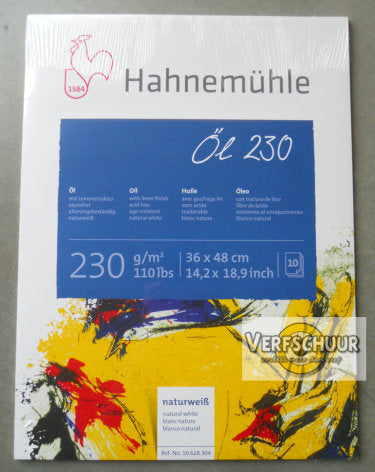 1584
Hahnemühle
Öl 230
Öl
mit Leinenstruktur
säurefrei
alterungsbeständig
naturweiß
Oil
with linen finish
acid free
age resistant
natural white
Huile
avec gaufrage lin
sans acide
inaltérable
blanc nature
Óleo
con textura de lino
libre de ácido
resistente al envejecimiento
blanco natural
230 g/m² 110 lbs
36 x 48 cm
14,2 x 18,9 inch
10
VERFSCHUUR
naturweiß
natural white
blanc nature
blanco natural
Ref. No: 10 628 304